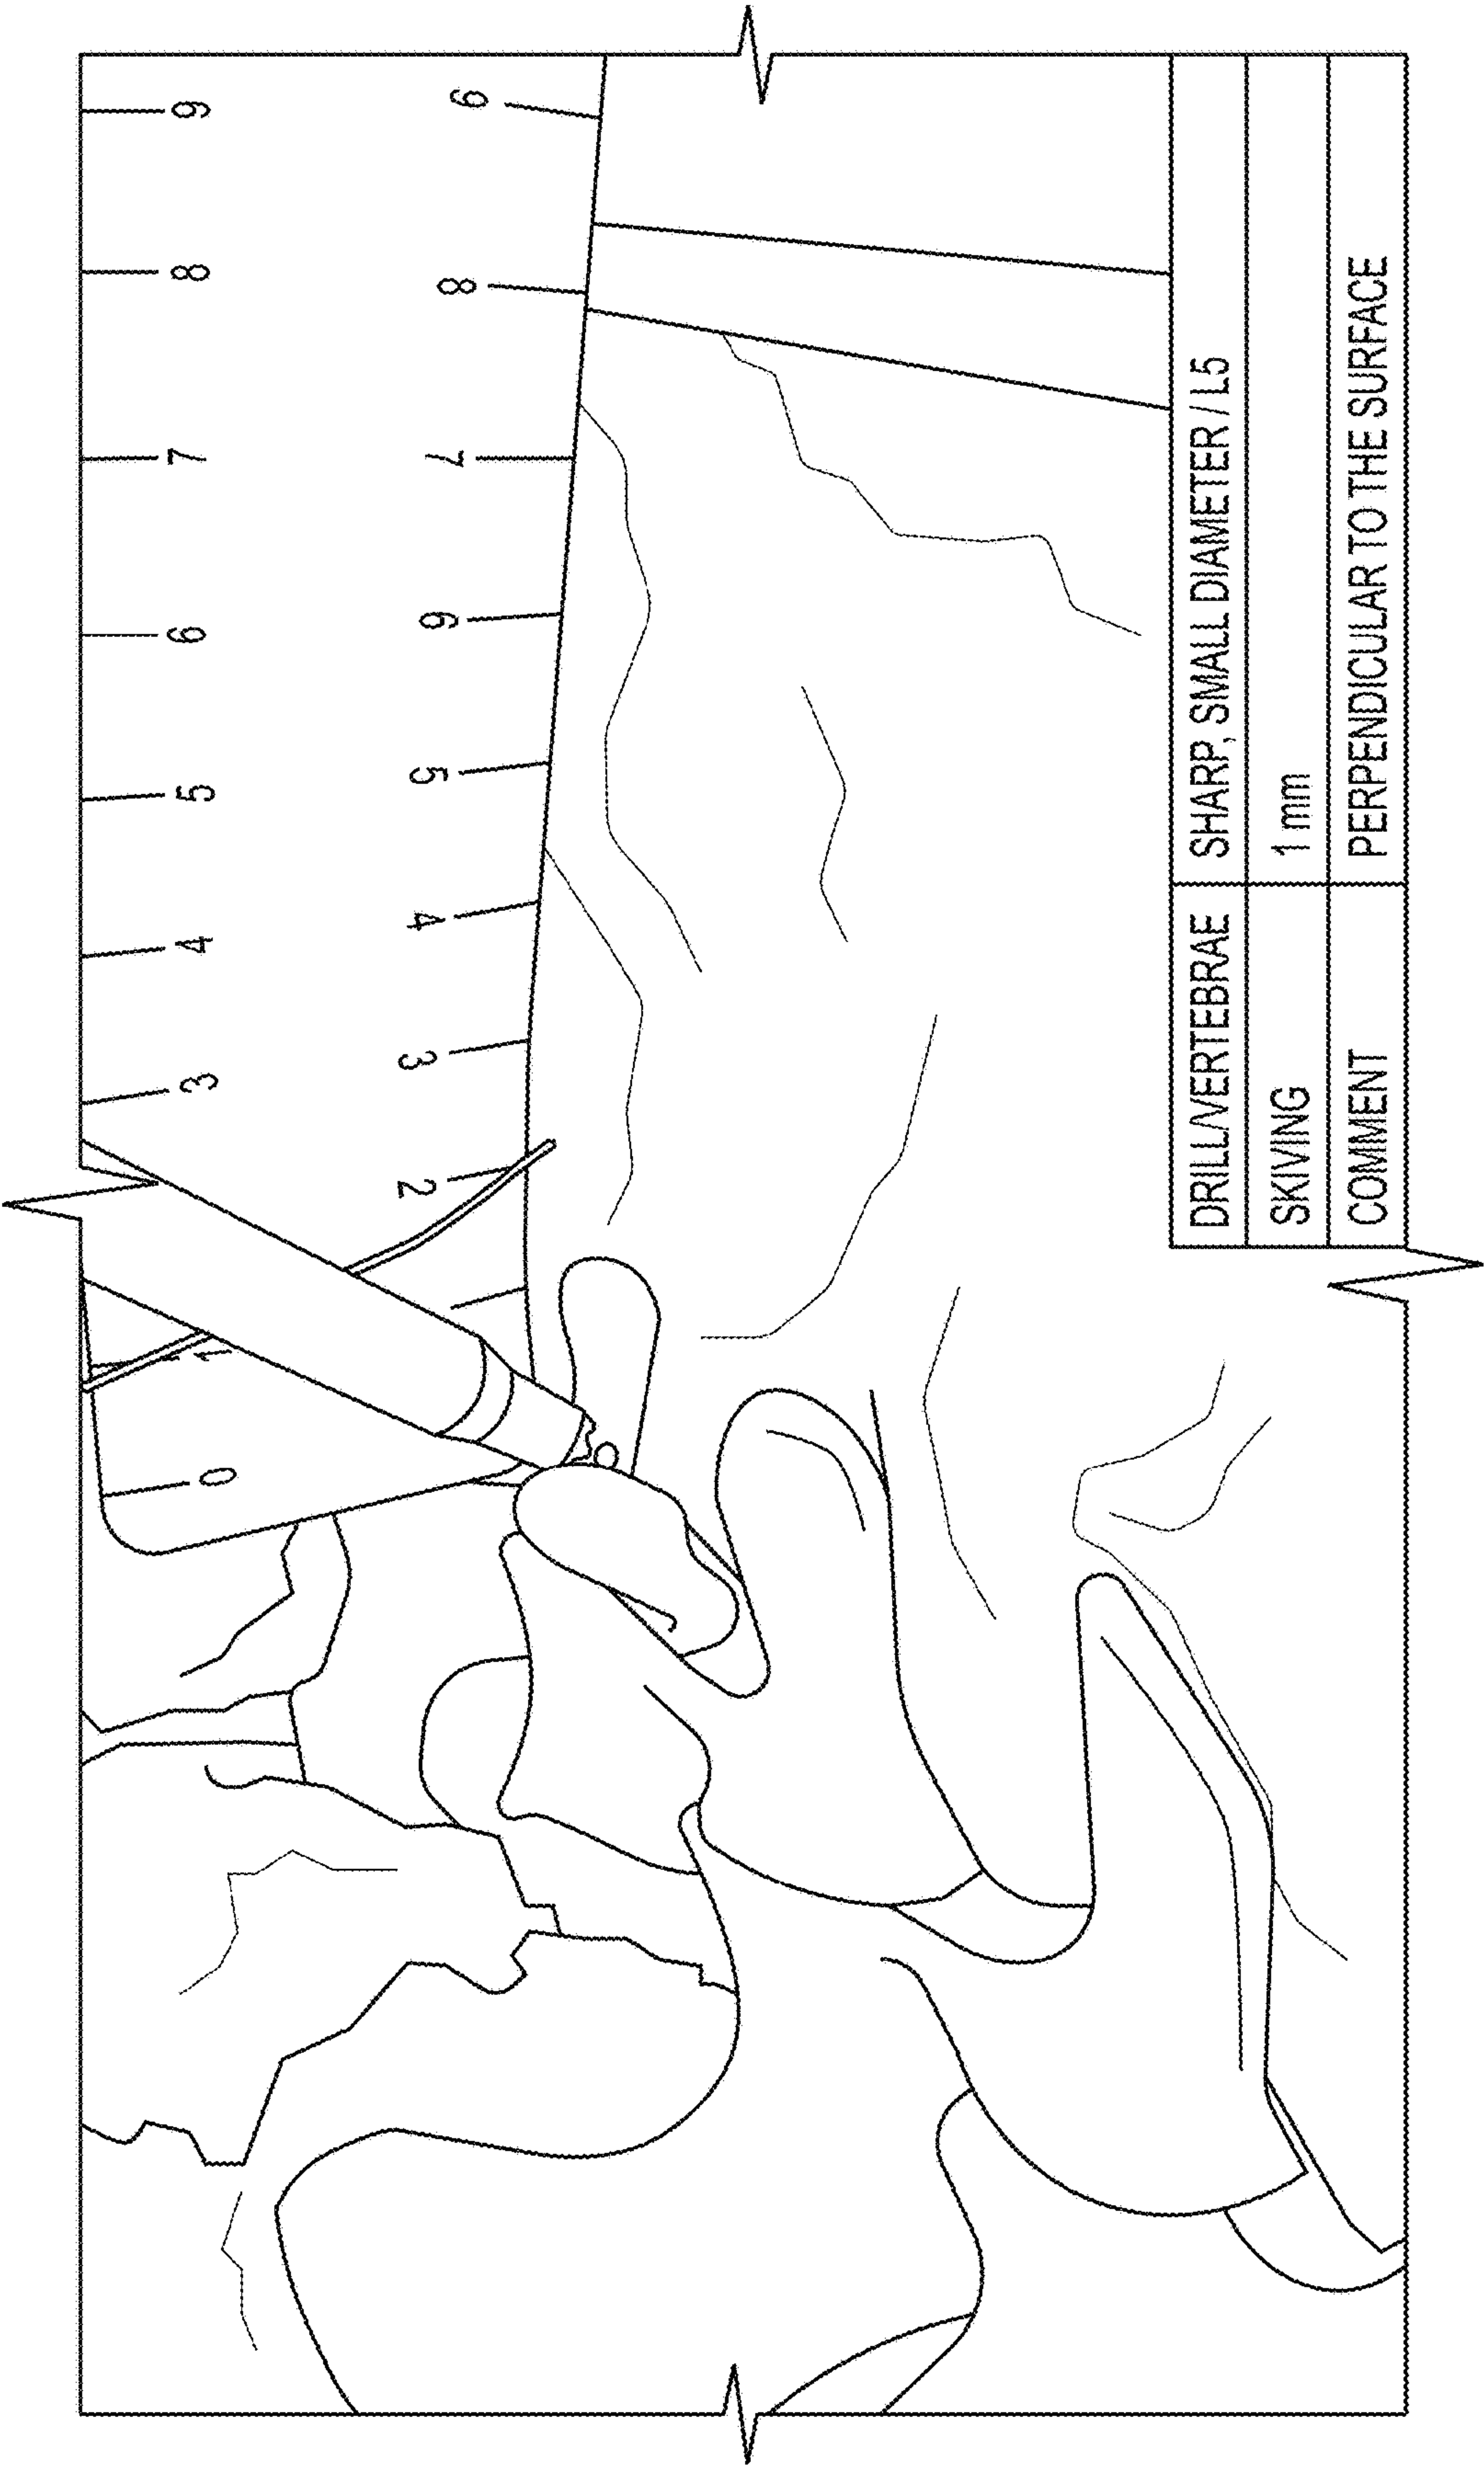 0 1 3 4 5 6 7 8 9
2 3 4 5 6 7 8 9
DRILL/VERTEBRAE SHARP, SMALL DIAMETER / L5
SKIVING 1 mm
COMMENT PERPENDICULAR TO THE SURFACE